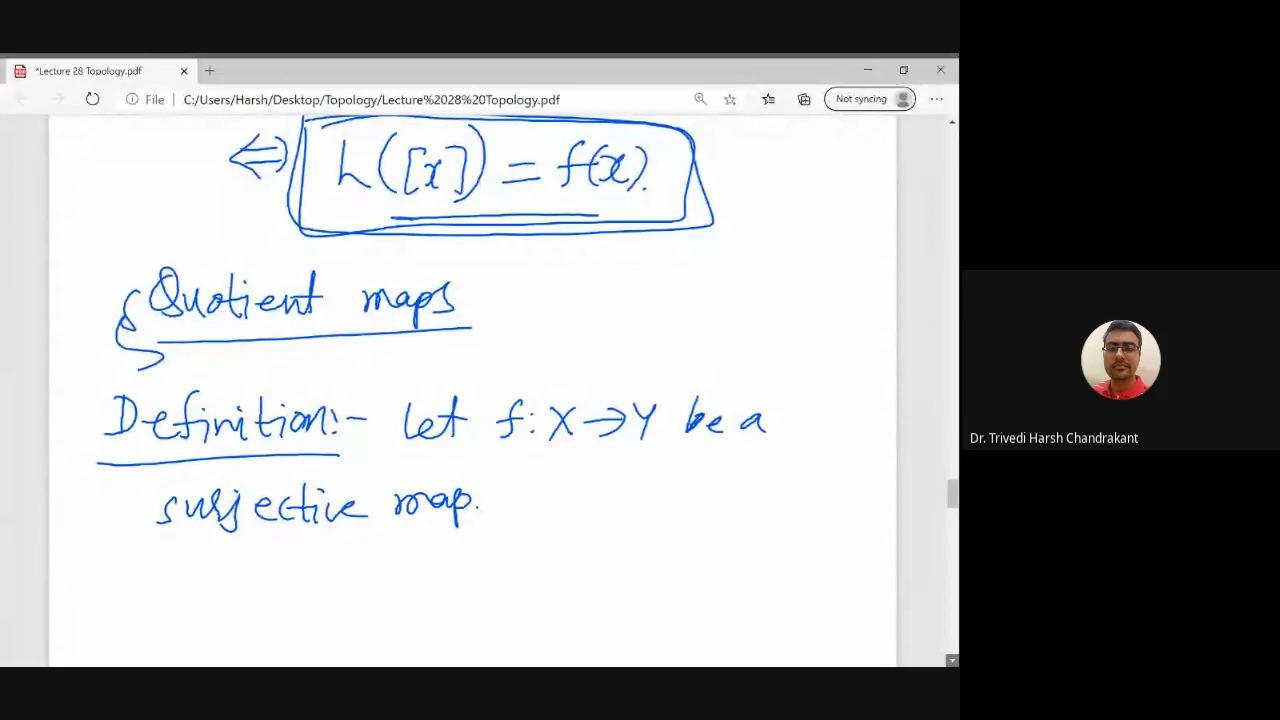 *Lecture 28 Topology.pdf
File | C:/Users/Harsh/Desktop/Topology/Lecture%2028%20Topology.pdf
Not syncing
⇔ h([x]) = f(x).
§ Quotient maps
Definition:- Let f: X → Y be a
surjective map.
Dr. Trivedi Harsh Chandrakant